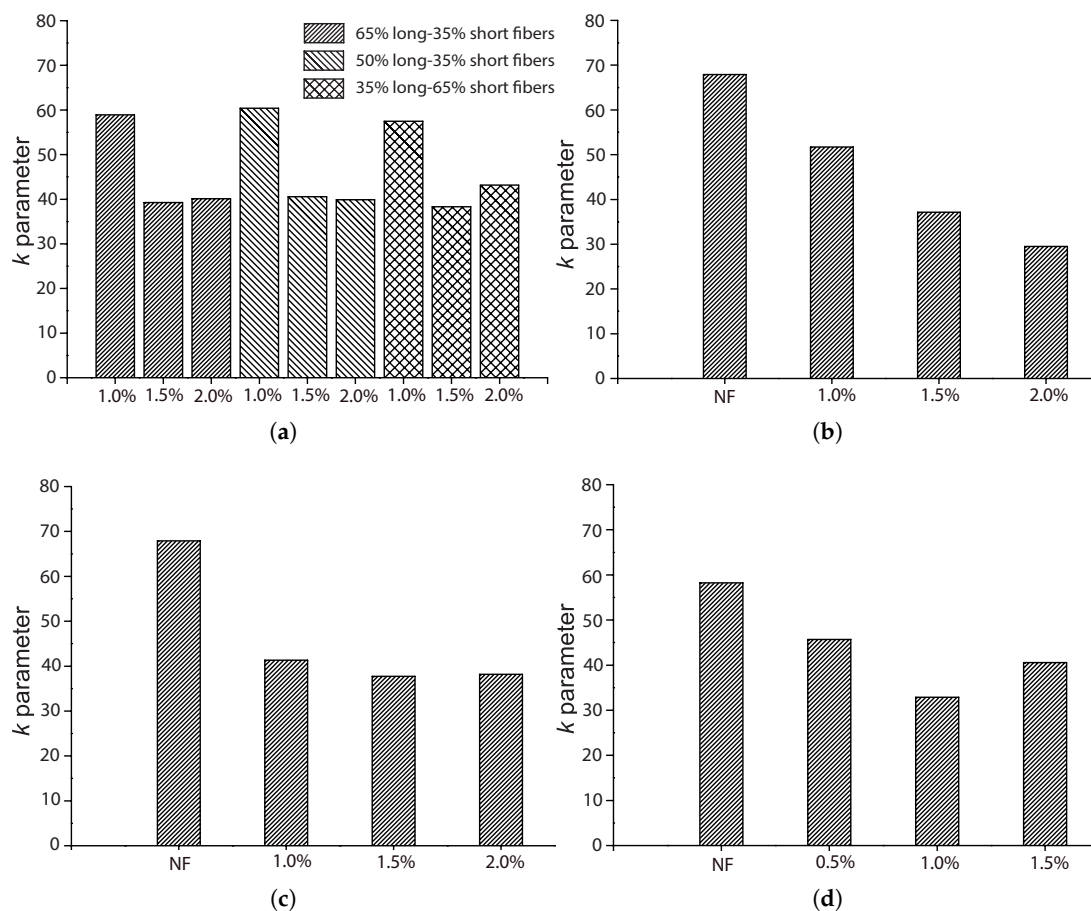 80
70
60
50
40
30
20
10
0
k parameter
65% long-35% short fibers
50% long-35% short fibers
35% long-65% short fibers
1.0% 1.5% 2.0% 1.0% 1.5% 2.0% 1.0% 1.5% 2.0%
(a)
80
70
60
50
40
30
20
10
0
k parameter
NF 1.0% 1.5% 2.0%
(b)
80
70
60
50
40
30
20
10
0
k parameter
NF 1.0% 1.5% 2.0%
(c)
80
70
60
50
40
30
20
10
0
k parameter
NF 0.5% 1.0% 1.5%
(d)